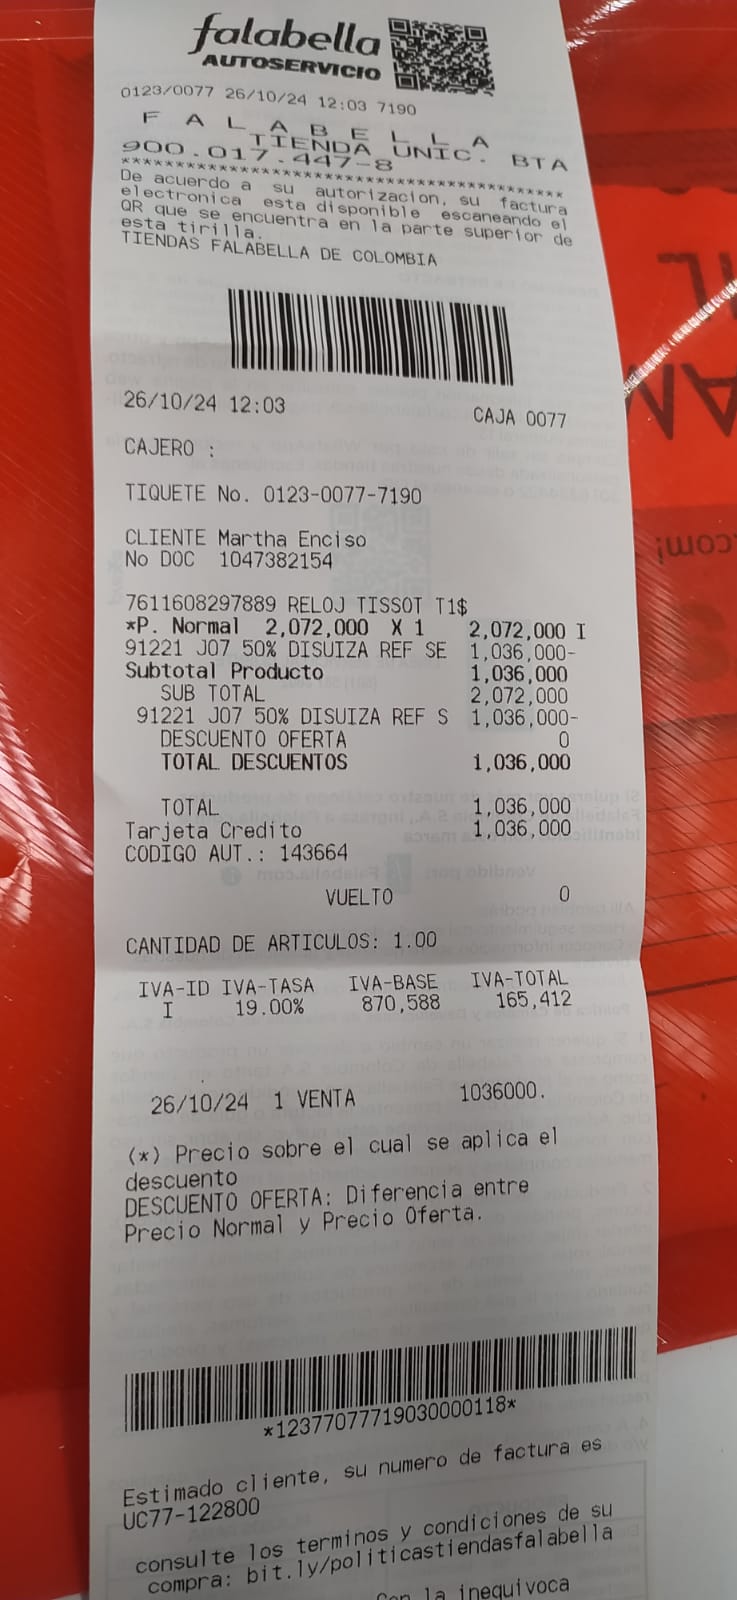 falabella
AUTOSERVICIO
0123/0077 26/10/24 12:03 7190
F A L A B E L L A
TIENDA UNIC. BTA
900.017.447-8
******************************************
De acuerdo a su autorizacion, su factura
electronica esta disponible escaneando el
QR que se encuentra en la parte superior de
esta tirilla.
TIENDAS FALABELLA DE COLOMBIA
26/10/24 12:03 CAJA 0077
CAJERO :
TIQUETE No. 0123-0077-7190
CLIENTE Martha Enciso
No DOC 1047382154
7611608297889 RELOJ TISSOT T1$
*P. Normal 2,072,000 X 1 2,072,000 I
91221 J07 50% DISUIZA REF SE 1,036,000-
Subtotal Producto 1,036,000
SUB TOTAL 2,072,000
91221 J07 50% DISUIZA REF S 1,036,000-
DESCUENTO OFERTA 0
TOTAL DESCUENTOS 1,036,000
TOTAL 1,036,000
Tarjeta Credito 1,036,000
CODIGO AUT.: 143664
VUELTO 0
CANTIDAD DE ARTICULOS: 1.00
IVA-ID IVA-TASA IVA-BASE IVA-TOTAL
I 19.00% 870,588 165,412
26/10/24 1 VENTA 1036000.
(*) Precio sobre el cual se aplica el
descuento
DESCUENTO OFERTA: Diferencia entre
Precio Normal y Precio Oferta.
*12377077719030000118*
Estimado cliente, su numero de factura es
UC77-122800
consulte los terminos y condiciones de su
compra: bit.ly/politicastiendasfalabella
Con la inequivoca